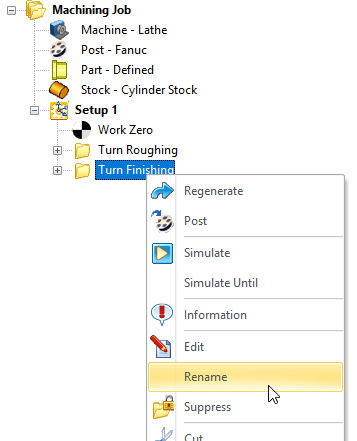 Machining Job
Machine - Lathe
Post - Fanuc
Part - Defined
Stock - Cylinder Stock
Setup 1
Work Zero
Turn Roughing
Turn Finishing
Regenerate
Post
Simulate
Simulate Until
Information
Edit
Rename
Suppress
Cut